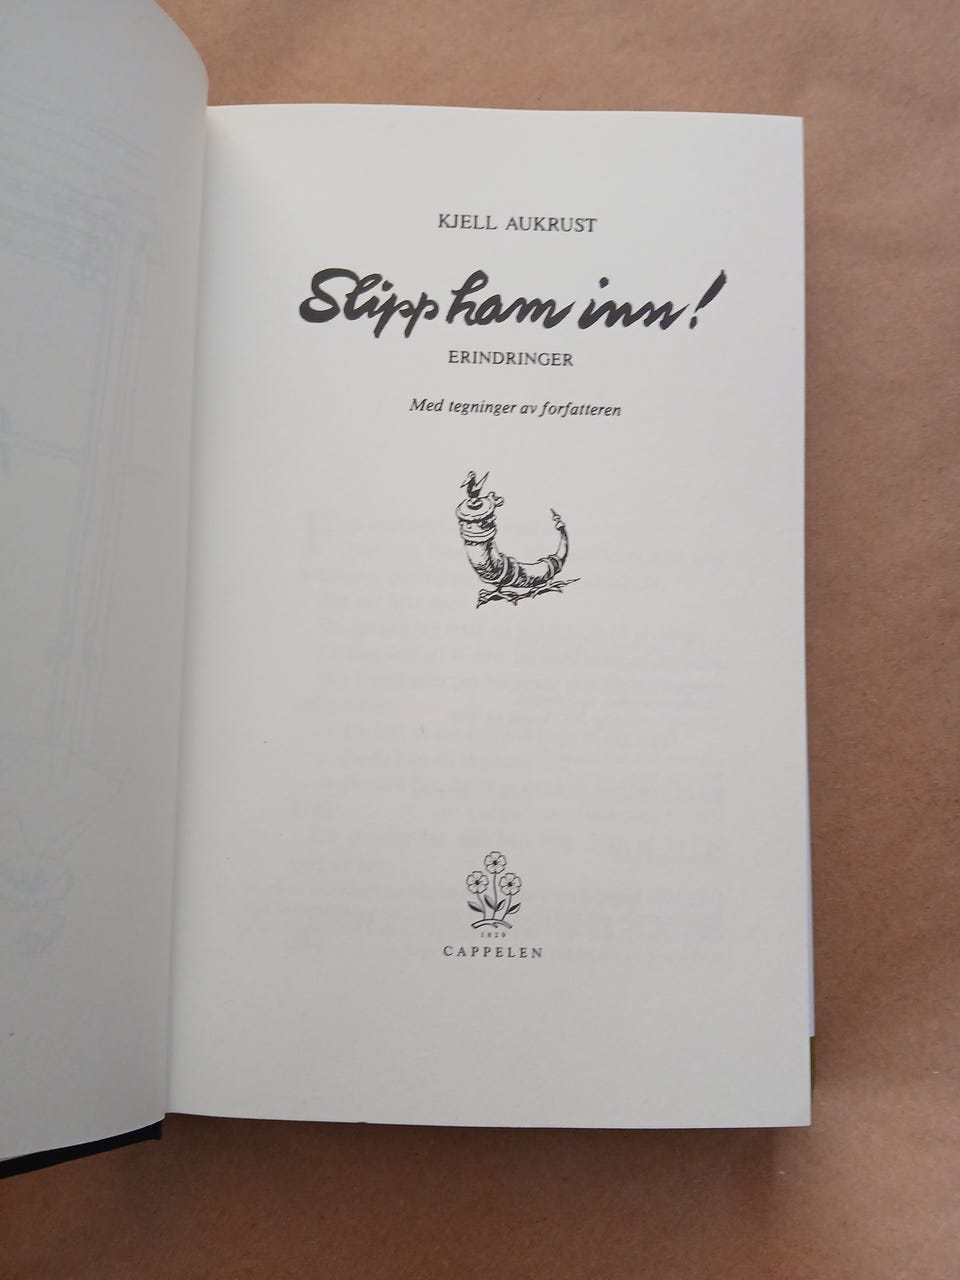 KJELL AUKRUST
Slipp ham inn!
ERINDRINGER
Med tegninger av forfatteren
1829
CAPPELEN